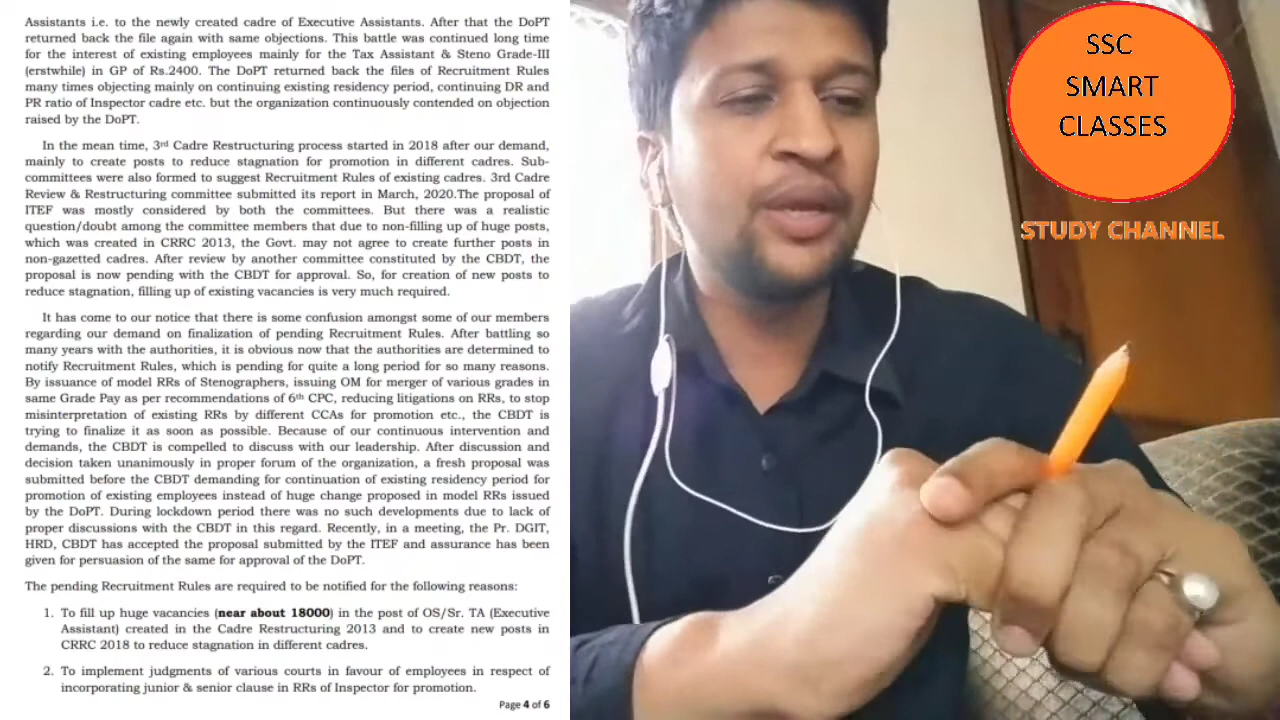 Assistants i.e. to the newly created cadre of Executive Assistants. After that the DoPT
returned back the file again with same objections. This battle was continued long time
for the interest of existing employees mainly for the Tax Assistant & Steno Grade-III
(erstwhile) in GP of Rs.2400. The DoPT returned back the files of Recruitment Rules
many times objecting mainly on continuing existing residency period, continuing DR and
PR ratio of Inspector cadre etc. but the organization continuously contended on objection
raised by the DoPT.
In the mean time, 3rd Cadre Restructuring process started in 2018 after our demand,
mainly to create posts to reduce stagnation for promotion in different cadres. Sub-
committees were also formed to suggest Recruitment Rules of existing cadres. 3rd Cadre
Review & Restructuring committee submitted its report in March, 2020.The proposal of
ITEF was mostly considered by both the committees. But there was a realistic
question/doubt among the committee members that due to non-filling up of huge posts,
which was created in CRRC 2013, the Govt. may not agree to create further posts in
non-gazetted cadres. After review by another committee constituted by the CBDT, the
proposal is now pending with the CBDT for approval. So, for creation of new posts to
reduce stagnation, filling up of existing vacancies is very much required.
It has come to our notice that there is some confusion amongst some of our members
regarding our demand on finalization of pending Recruitment Rules. After battling so
many years with the authorities, it is obvious now that the authorities are determined to
notify Recruitment Rules, which is pending for quite a long period for so many reasons.
By issuance of model RRs of Stenographers, issuing OM for merger of various grades in
same Grade Pay as per recommendations of 6th CPC, reducing litigations on RRs, to stop
misinterpretation of existing RRs by different CCAs for promotion etc., the CBDT is
trying to finalize it as soon as possible. Because of our continuous intervention and
demands, the CBDT is compelled to discuss with our leadership. After discussion and
decision taken unanimously in proper forum of the organization, a fresh proposal was
submitted before the CBDT demanding for continuation of existing residency period for
promotion of existing employees instead of huge change proposed in model RRs issued
by the DoPT. During lockdown period there was no such developments due to lack of
proper discussions with the CBDT in this regard. Recently, in a meeting, the Pr. DGIT,
HRD, CBDT has accepted the proposal submitted by the ITEF and assurance has been
given for persuasion of the same for approval of the DoPT.
The pending Recruitment Rules are required to be notified for the following reasons:
1. To fill up huge vacancies (near about 18000) in the post of OS/Sr. TA (Executive
Assistant) created in the Cadre Restructuring 2013 and to create new posts in
CRRC 2018 to reduce stagnation in different cadres.
2. To implement judgments of various courts in favour of employees in respect of
incorporating junior & senior clause in RRs of Inspector for promotion.
Page 4 of 6
SSC
SMART
CLASSES
STUDY CHANNEL